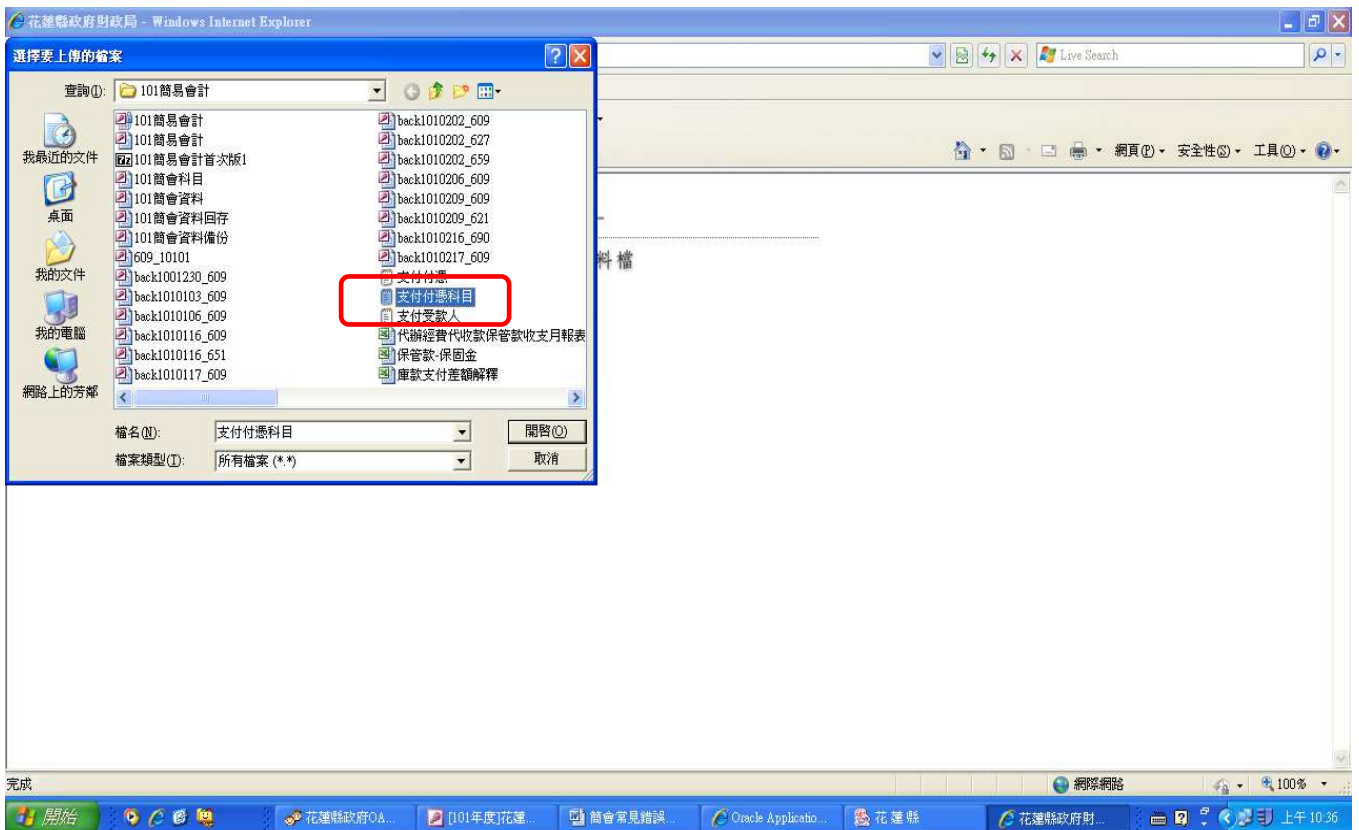 花蓮縣政府財政局 - Windows Internet Explorer
選擇要上傳的檔案
Live Search
查詢(I):
101簡易會計
網頁(P)
安全性(S)
工具(O)
我最近的文件
桌面
我的文件
我的電腦
網路上的芳鄰
101簡易會計
101簡易會計
101簡易會計首次版1
101簡會科目
101簡會資料
101簡會資料回存
101簡會資料備份
609_10101
back1001230_609
back1010103_609
back1010106_609
back1010116_609
back1010116_651
back1010117_609
back1010202_609
back1010202_627
back1010202_659
back1010206_609
back1010209_609
back1010209_621
back1010216_690
back1010217_609
支付付憑
支付付憑科目
支付受款人
代辦經費代收款保管款收支月報表
保管款-保固金
庫款支付差額解釋
料檔
檔名(N):
支付付憑科目
開啓(O)
檔案類型(T):
所有檔案 (*.*)
取消
完成
網際網路
100%
開始
花蓮縣政府OA...
[101年度]花蓮...
簡會常見錯誤...
Oracle Applicatio...
花蓮縣
花蓮縣政府財...
上午 10:36